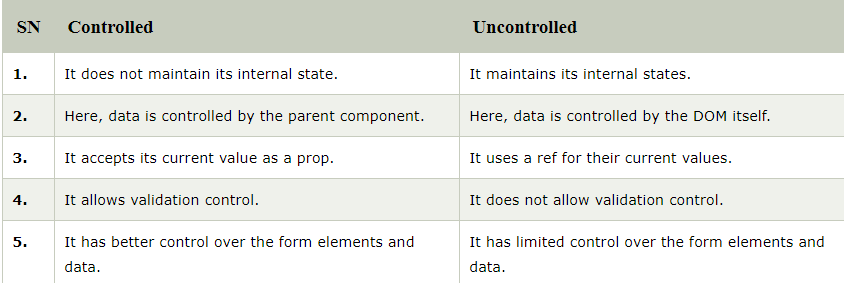 SN Controlled Uncontrolled
1. It does not maintain its internal state. It maintains its internal states.
2. Here, data is controlled by the parent component. Here, data is controlled by the DOM itself.
3. It accepts its current value as a prop. It uses a ref for their current values.
4. It allows validation control. It does not allow validation control.
5. It has better control over the form elements and It has limited control over the form elements and
data. data.